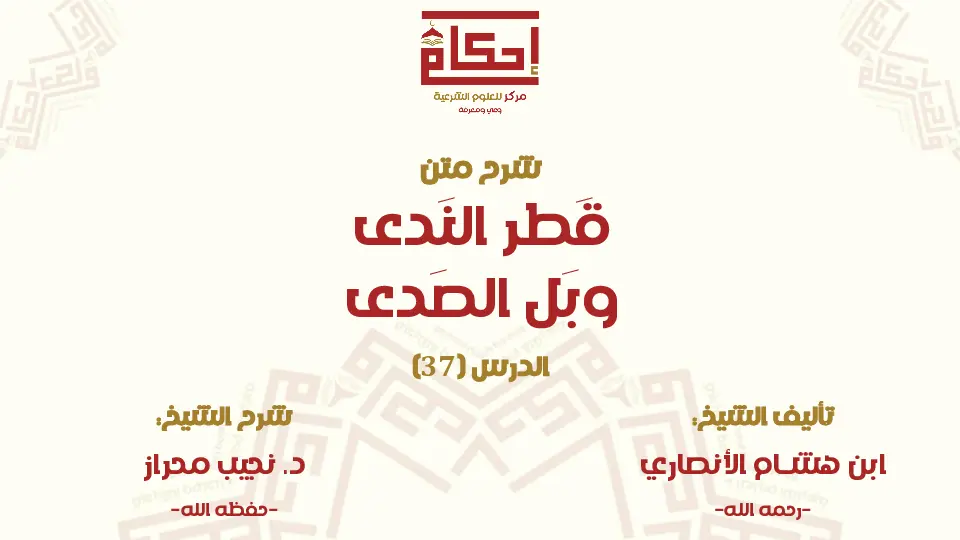 إحكام
مركز للعلوم الشرعية
وعي ومعرفة
شرح متن
قَطر النَدى
وبَل الصَدى
الدرس (37)
تأليف الشيخ:
ابن هشام الأنصاري
-رحمه الله-
شرح الشيخ:
د. نجيب محراز
-حفظه الله-